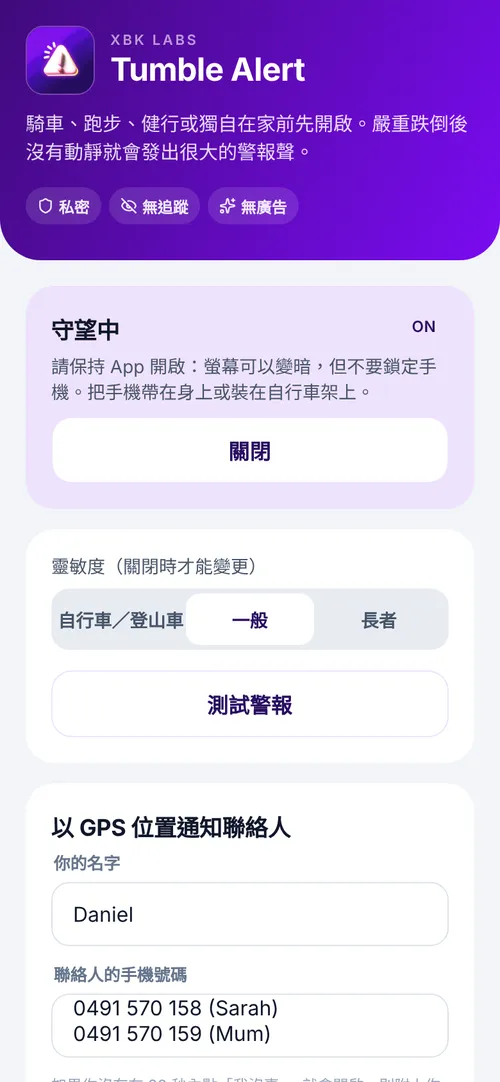 XBK LABS
Tumble Alert
騎車、跑步、健行或獨自在家前先開啟。嚴重跌倒後
沒有動靜就會發出很大的警報聲。
私密
無追蹤
無廣告
守望中
ON
請保持 App 開啟：螢幕可以變暗，但不要鎖定手
機。把手機帶在身上或裝在自行車架上。
關閉
靈敏度（關閉時才能變更）
自行車／登山車
一般
長者
測試警報
以 GPS 位置通知聯絡人
你的名字
Daniel
聯絡人的手機號碼
0491 570 158 (Sarah)
0491 570 159 (Mum)